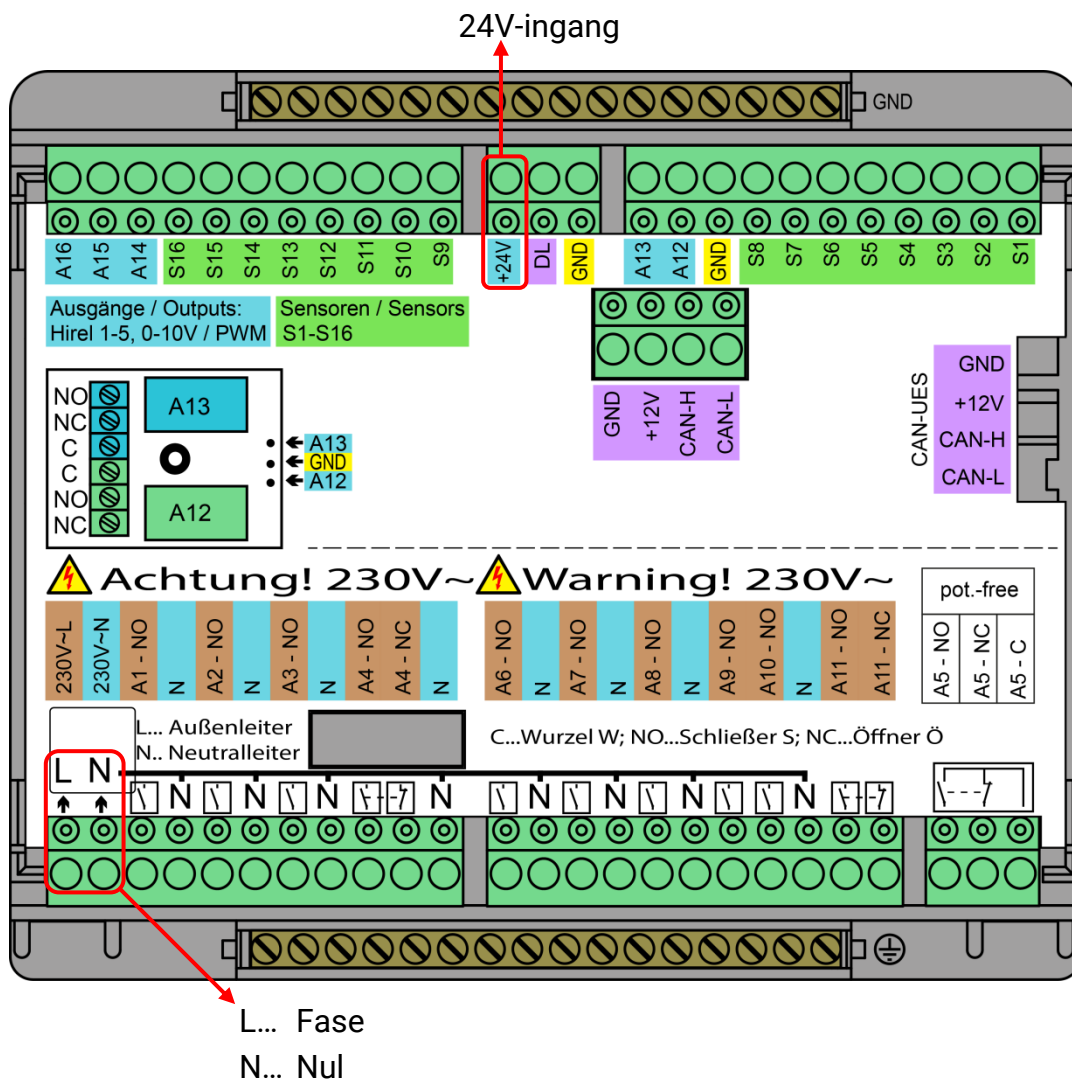 24V-ingang
GND
A16 A15 A14 S16 S15 S14 S13 S12 S11 S10 S9 +24V DL GND A13 A12 GND S8 S7 S6 S5 S4 S3 S2 S1
Ausgänge / Outputs:
Hirel 1-5, 0-10V / PWM
Sensoren / Sensors
S1-S16
GND +12V CAN-H CAN-L
CAN-UES
GND
+12V
CAN-H
CAN-L
NO
NC
C
C
NO
NC
A13
A12
A13
GND
A12
Achtung! 230V~ Warning! 230V~
pot.-free
230V~L 230V~N A1 - NO N A2 - NO N A3 - NO N A4 - NO A4 - NC N A6 - NO N A7 - NO N A8 - NO N A9 - NO A10 - NO N A11 - NO A11 - NC A5 - NO A5 - NC A5 - C
L... Außenleiter
N.. Neutralleiter
C...Wurzel W; NO...Schließer S; NC...Öffner Ö
L N N N N N N N N
L... Fase
N... Nul